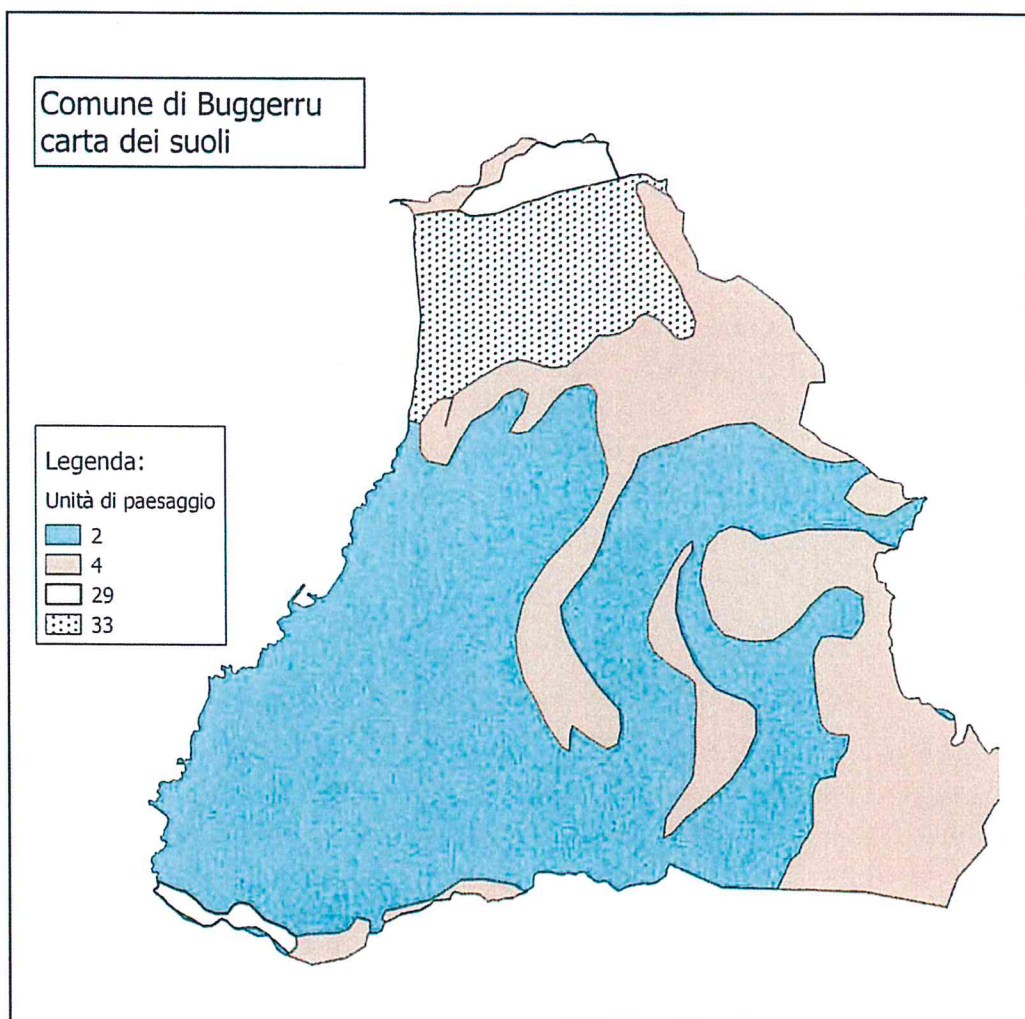 Comune di Buggerru
carta dei suoli
Legenda:
Unità di paesaggio
2
4
29
33